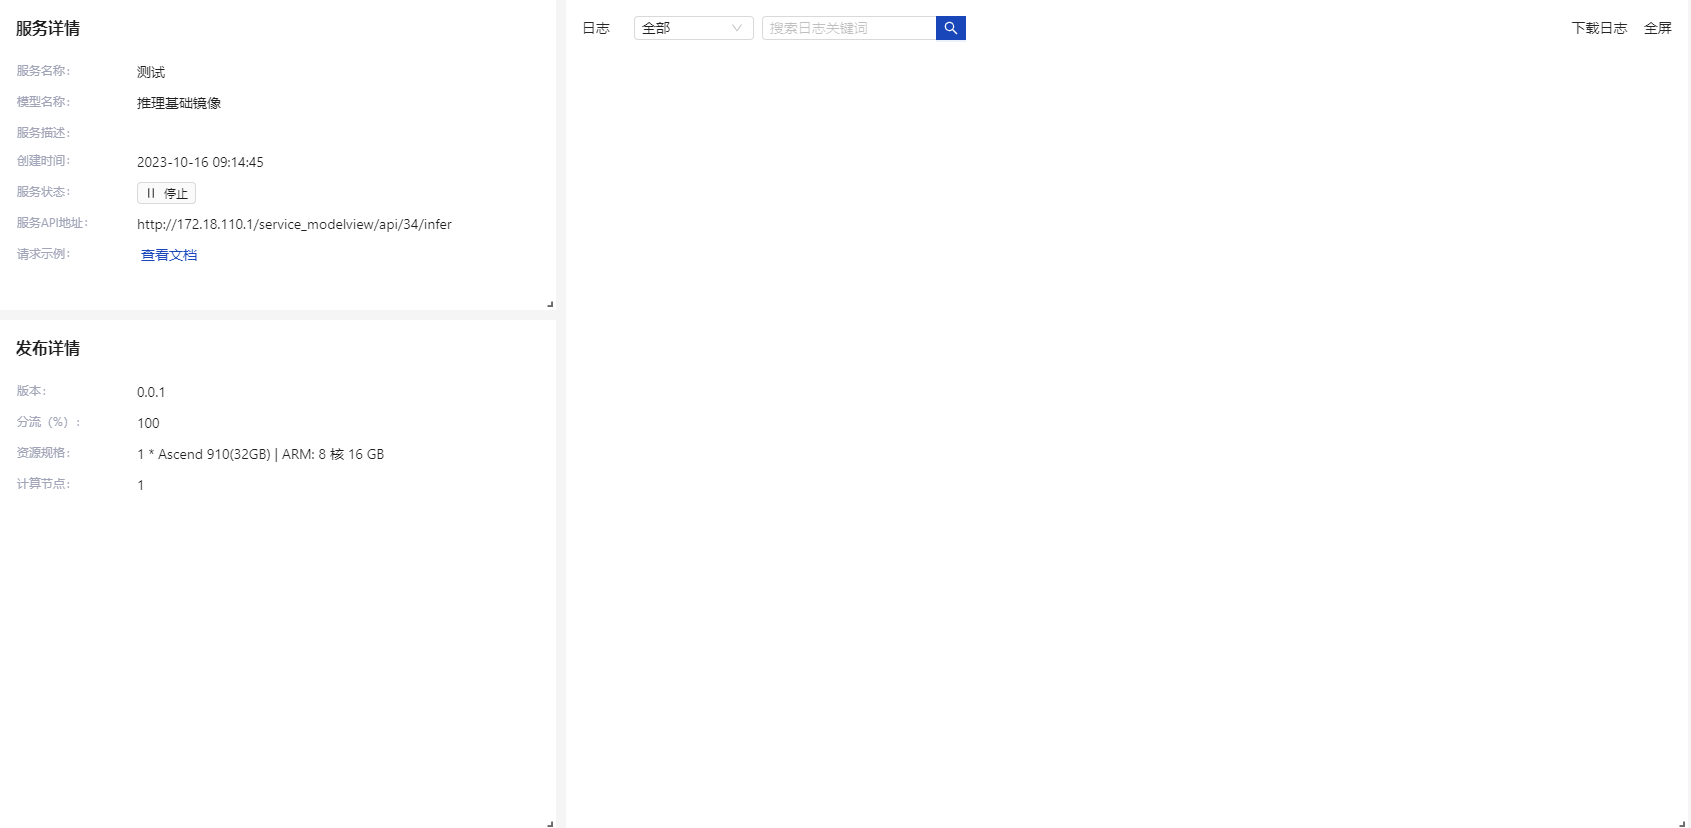 服务详情
服务名称： 测试
模型名称： 推理基础镜像
服务描述：
创建时间： 2023-10-16 09:14:45
服务状态： 停止
服务API地址： http://172.18.110.1/service_modelview/api/34/infer
请求示例： 查看文档
发布详情
版本： 0.0.1
分流（%）： 100
资源规格： 1 * Ascend 910(32GB) | ARM: 8 核 16 GB
计算节点： 1
日志 全部 搜索日志关键词 下载日志 全屏